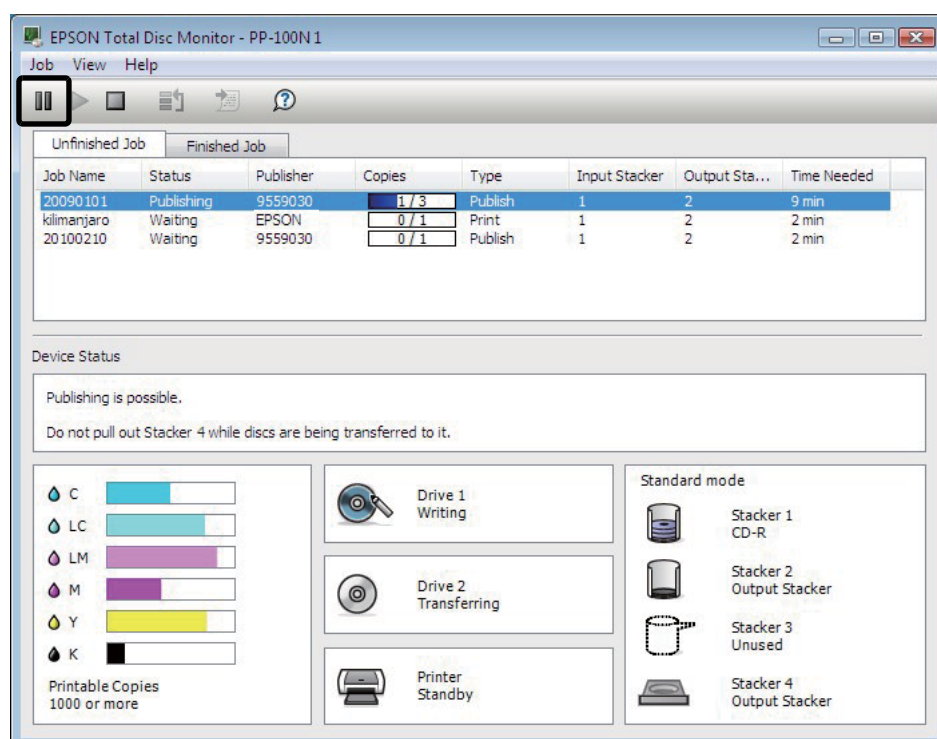 EPSON Total Disc Monitor - PP-100N 1
Job View Help
Unfinished Job Finished Job
Job Name Status Publisher Copies Type Input Stacker Output Sta... Time Needed
20090101 Publishing 9559030 1 / 3 Publish 1 2 9 min
kilimanjaro Waiting EPSON 0 / 1 Print 1 2 2 min
20100210 Waiting 9559030 0 / 1 Publish 1 2 2 min
Device Status
Publishing is possible.
Do not pull out Stacker 4 while discs are being transferred to it.
C
LC
LM
M
Y
K
Printable Copies
1000 or more
Drive 1
Writing
Drive 2
Transferring
Printer
Standby
Standard mode
Stacker 1
CD-R
Stacker 2
Output Stacker
Stacker 3
Unused
Stacker 4
Output Stacker